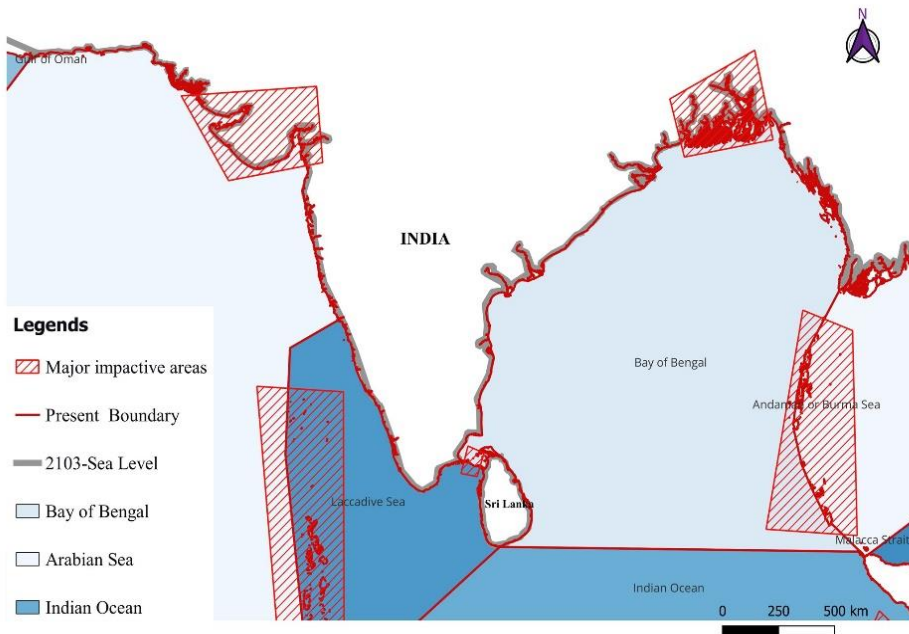 N
Gulf of Oman
INDIA
Bay of Bengal
Andaman or Burma Sea
Laccadive Sea
Sri Lanka
Malacca Strait
Indian Ocean
Legends
Major impactive areas
Present Boundary
2103-Sea Level
Bay of Bengal
Arabian Sea
Indian Ocean
0 250 500 km